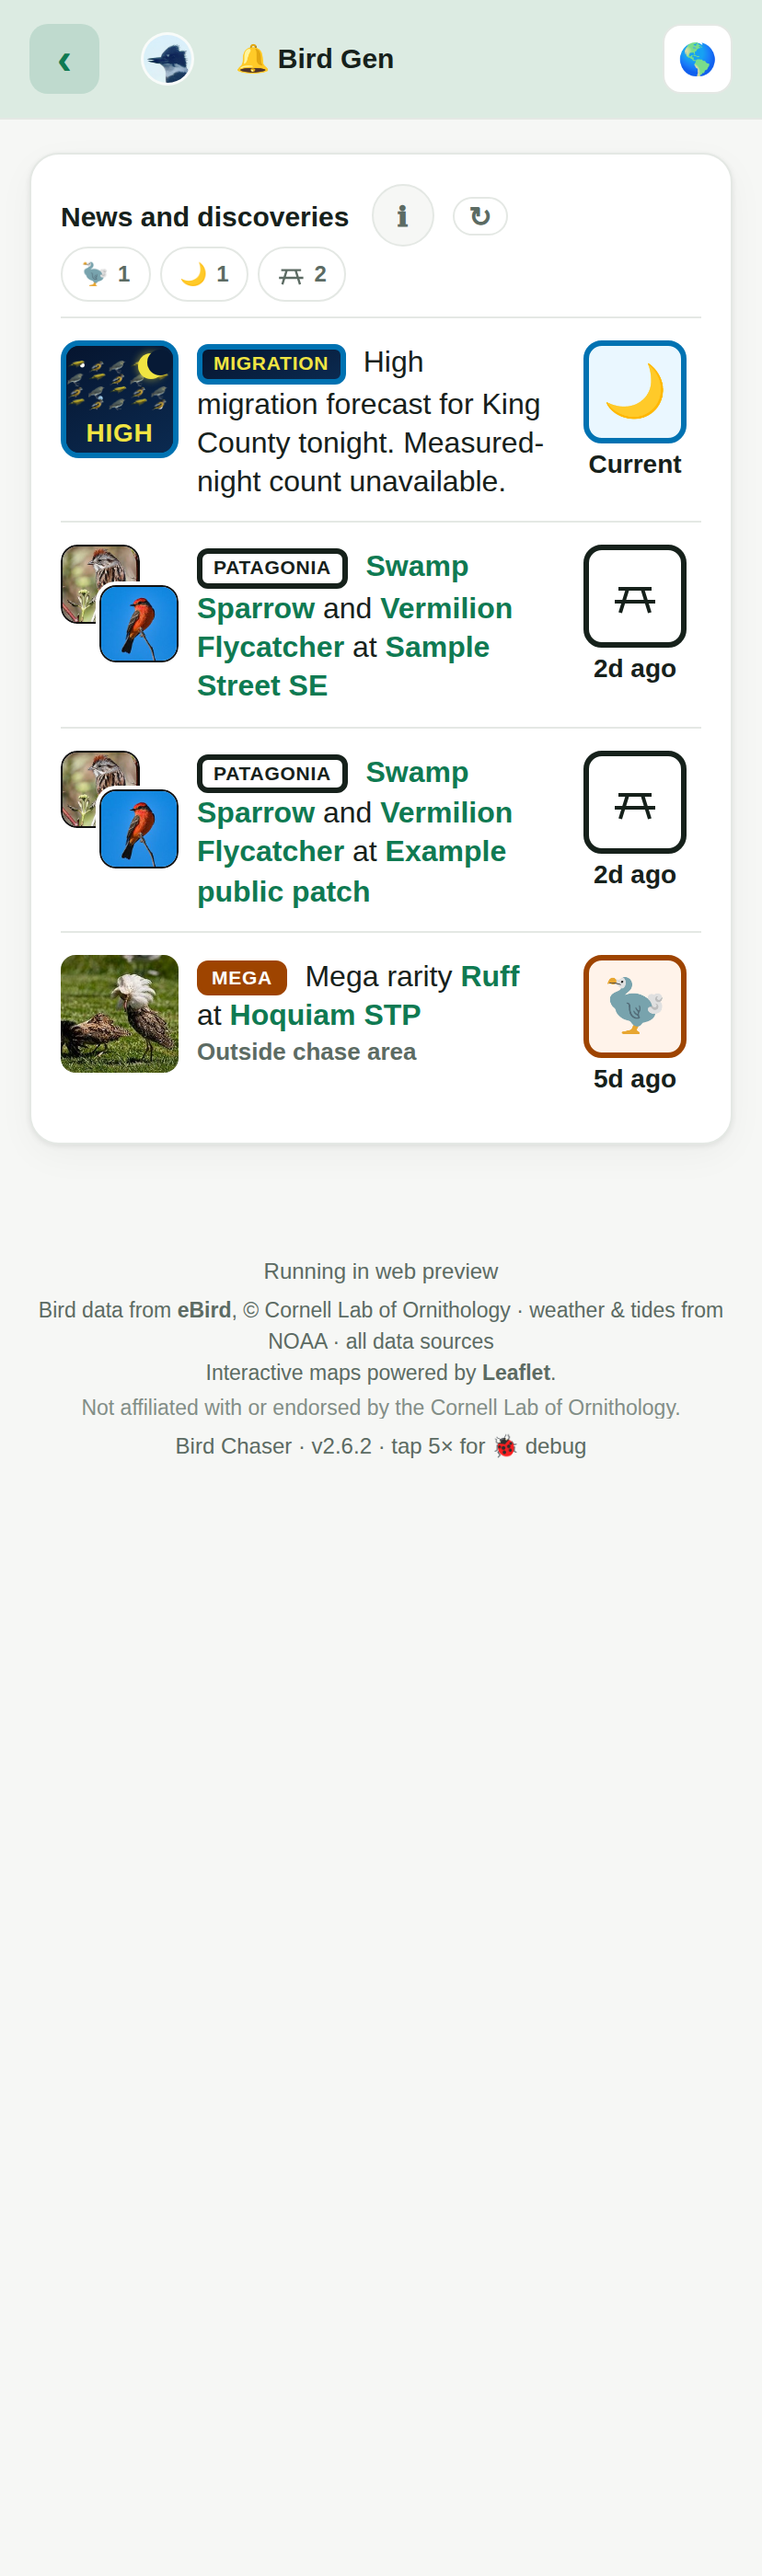 ‹ 🔔 Bird Gen 🌎
News and discoveries ℹ ↻
🦤 1 🌙 1 2
HIGH
MIGRATION High
migration forecast for King
County tonight. Measured-
night count unavailable.
Current
PATAGONIA Swamp
Sparrow and Vermilion
Flycatcher at Sample
Street SE
2d ago
PATAGONIA Swamp
Sparrow and Vermilion
Flycatcher at Example
public patch
2d ago
MEGA Mega rarity Ruff
at Hoquiam STP
Outside chase area
5d ago
Running in web preview
Bird data from eBird, © Cornell Lab of Ornithology · weather & tides from
NOAA · all data sources
Interactive maps powered by Leaflet.
Not affiliated with or endorsed by the Cornell Lab of Ornithology.
Bird Chaser · v2.6.2 · tap 5× for 🐞 debug